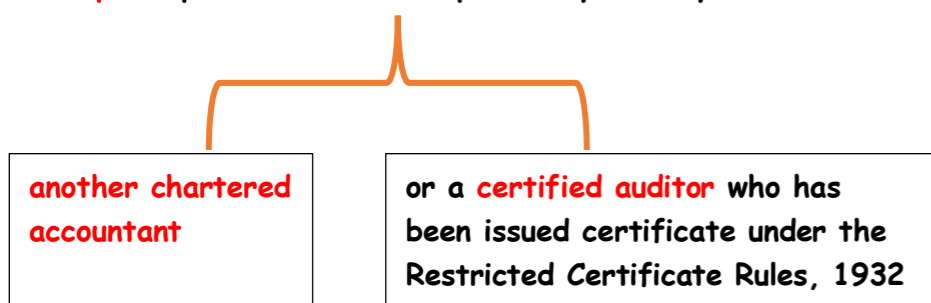 another chartered
accountant
or a certified auditor who has
been issued certificate under the
Restricted Certificate Rules, 1932